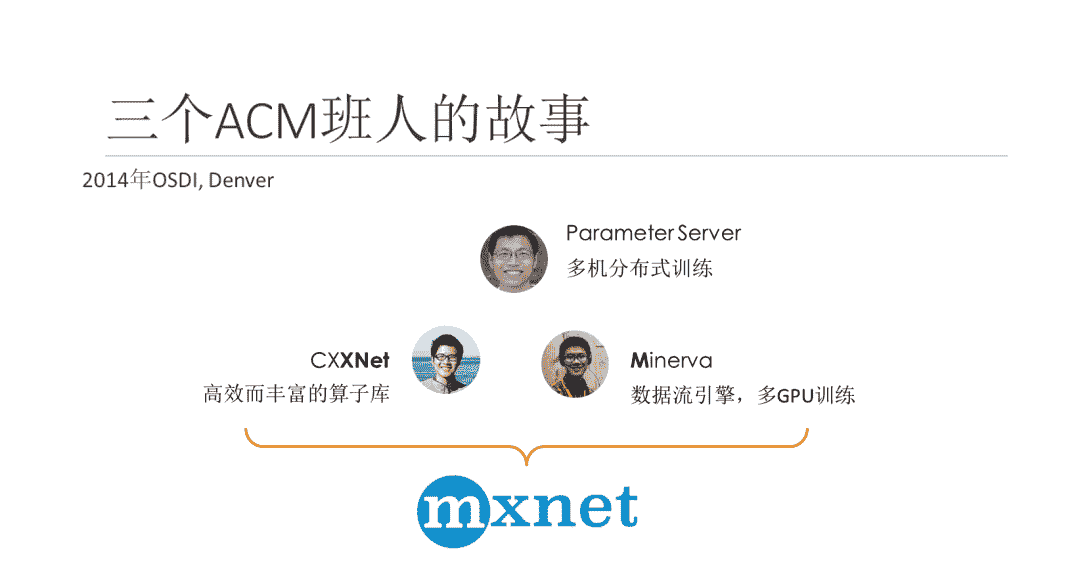 三个ACM班人的故事
2014年OSDI, Denver
Parameter Server
多机分布式训练
CXXNet
高效而丰富的算子库
Minerva
数据流引擎，多GPU训练
mxnet